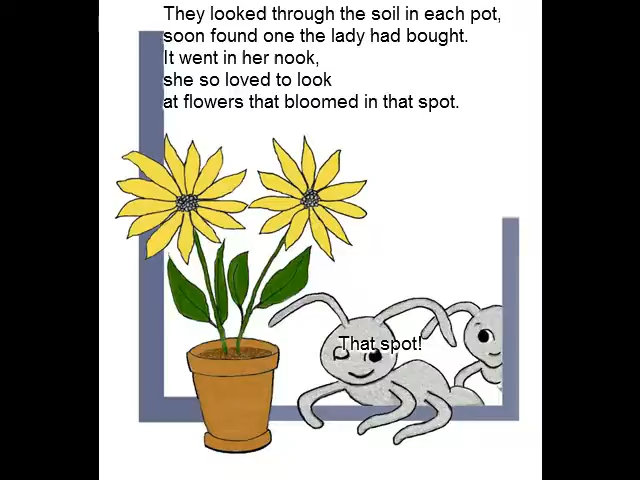 They looked through the soil in each pot,
soon found one the lady had bought.
It went in her nook,
she so loved to look
at flowers that bloomed in that spot.
That spot!